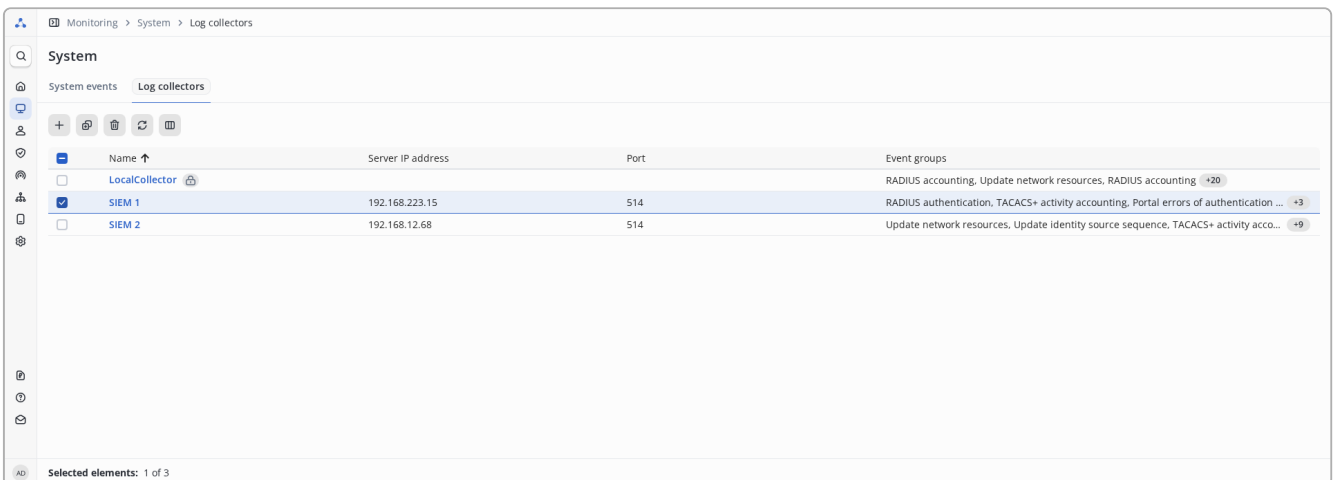 Monitoring > System > Log collectors
System
System events Log collectors
Name Server IP address Port Event groups
LocalCollector RADIUS accounting, Update network resources, RADIUS accounting +20
SIEM 1 192.168.223.15 514 RADIUS authentication, TACACS+ activity accounting, Portal errors of authentication ... +3
SIEM 2 192.168.12.68 514 Update network resources, Update identity source sequence, TACACS+ activity acco... +9
AD Selected elements: 1 of 3